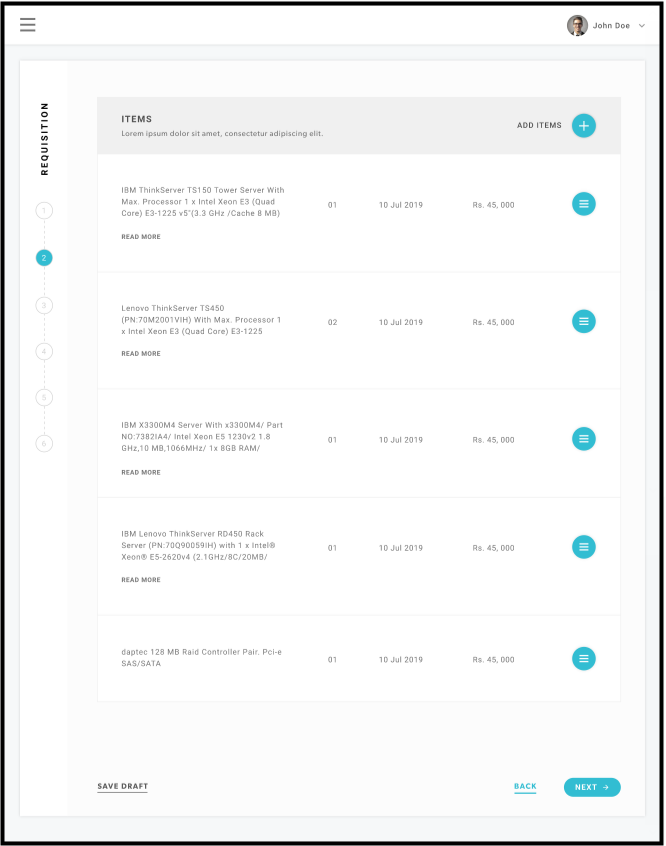 John Doe
REQUISITION
1
2
3
4
5
6
ITEMS
Lorem ipsum dolor sit amet, consectetur adipiscing elit.
ADD ITEMS
IBM ThinkServer TS150 Tower Server With
Max. Processor 1 x Intel Xeon E3 (Quad
Core) E3-1225 v5"(3.3 GHz /Cache 8 MB)
READ MORE
01
10 Jul 2019
Rs. 45, 000
Lenovo ThinkServer TS450
(PN:70M2001VIH) With Max. Processor 1
x Intel Xeon E3 (Quad Core) E3-1225
READ MORE
02
10 Jul 2019
Rs. 45,000
IBM X3300M4 Server With x3300M4/ Part
NO:7382IA4/ Intel Xeon E5 1230v2 1.8
GHz,10 MB,1066MHz/ 1x 8GB RAM/
READ MORE
01
10 Jul 2019
Rs. 45,000
IBM Lenovo ThinkServer RD450 Rack
Server (PN:70Q90059IH) with 1 x Intel®
Xeon® E5-2620v4 (2.1GHz/8C/20MB/
READ MORE
01
10 Jul 2019
Rs. 45, 000
daptec 128 MB Raid Controller Pair, Pci-e
SAS/SATA
01
10 Jul 2019
Rs. 45, 000
SAVE DRAFT
BACK
NEXT →